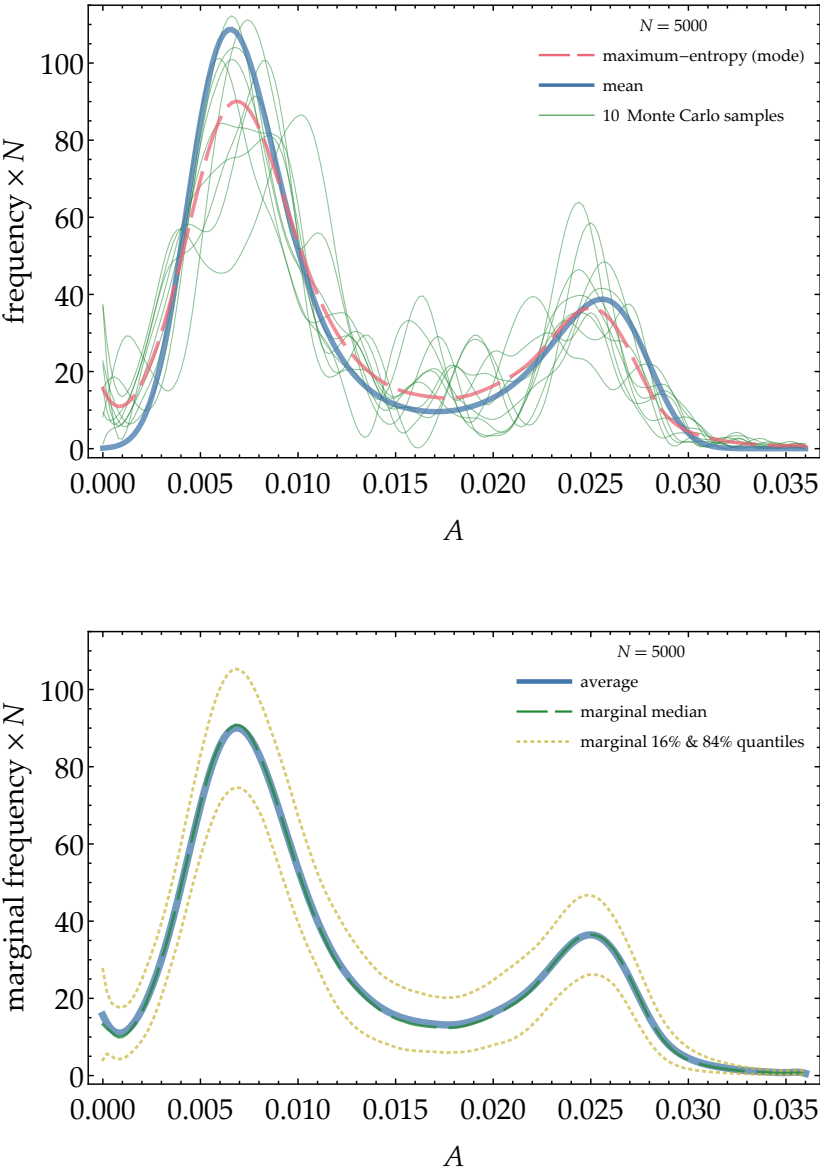 N = 5000
maximum−entropy (mode)
mean
10 Monte Carlo samples
frequency × N
100
80
60
40
20
0
0.000 0.005 0.010 0.015 0.020 0.025 0.030 0.035
A
N = 5000
average
marginal median
marginal 16% & 84% quantiles
marginal frequency × N
100
80
60
40
20
0
0.000 0.005 0.010 0.015 0.020 0.025 0.030 0.035
A